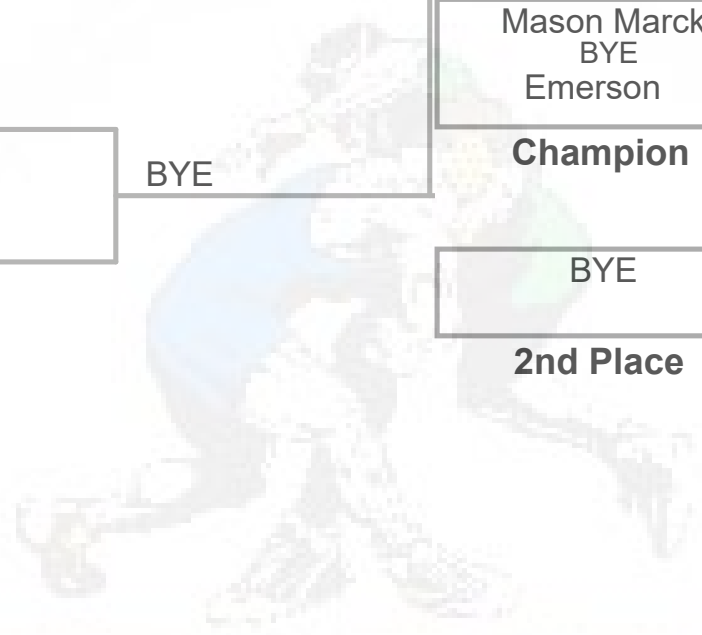 Mason Marck
BYE
Emerson
Champion
BYE
BYE
2nd Place